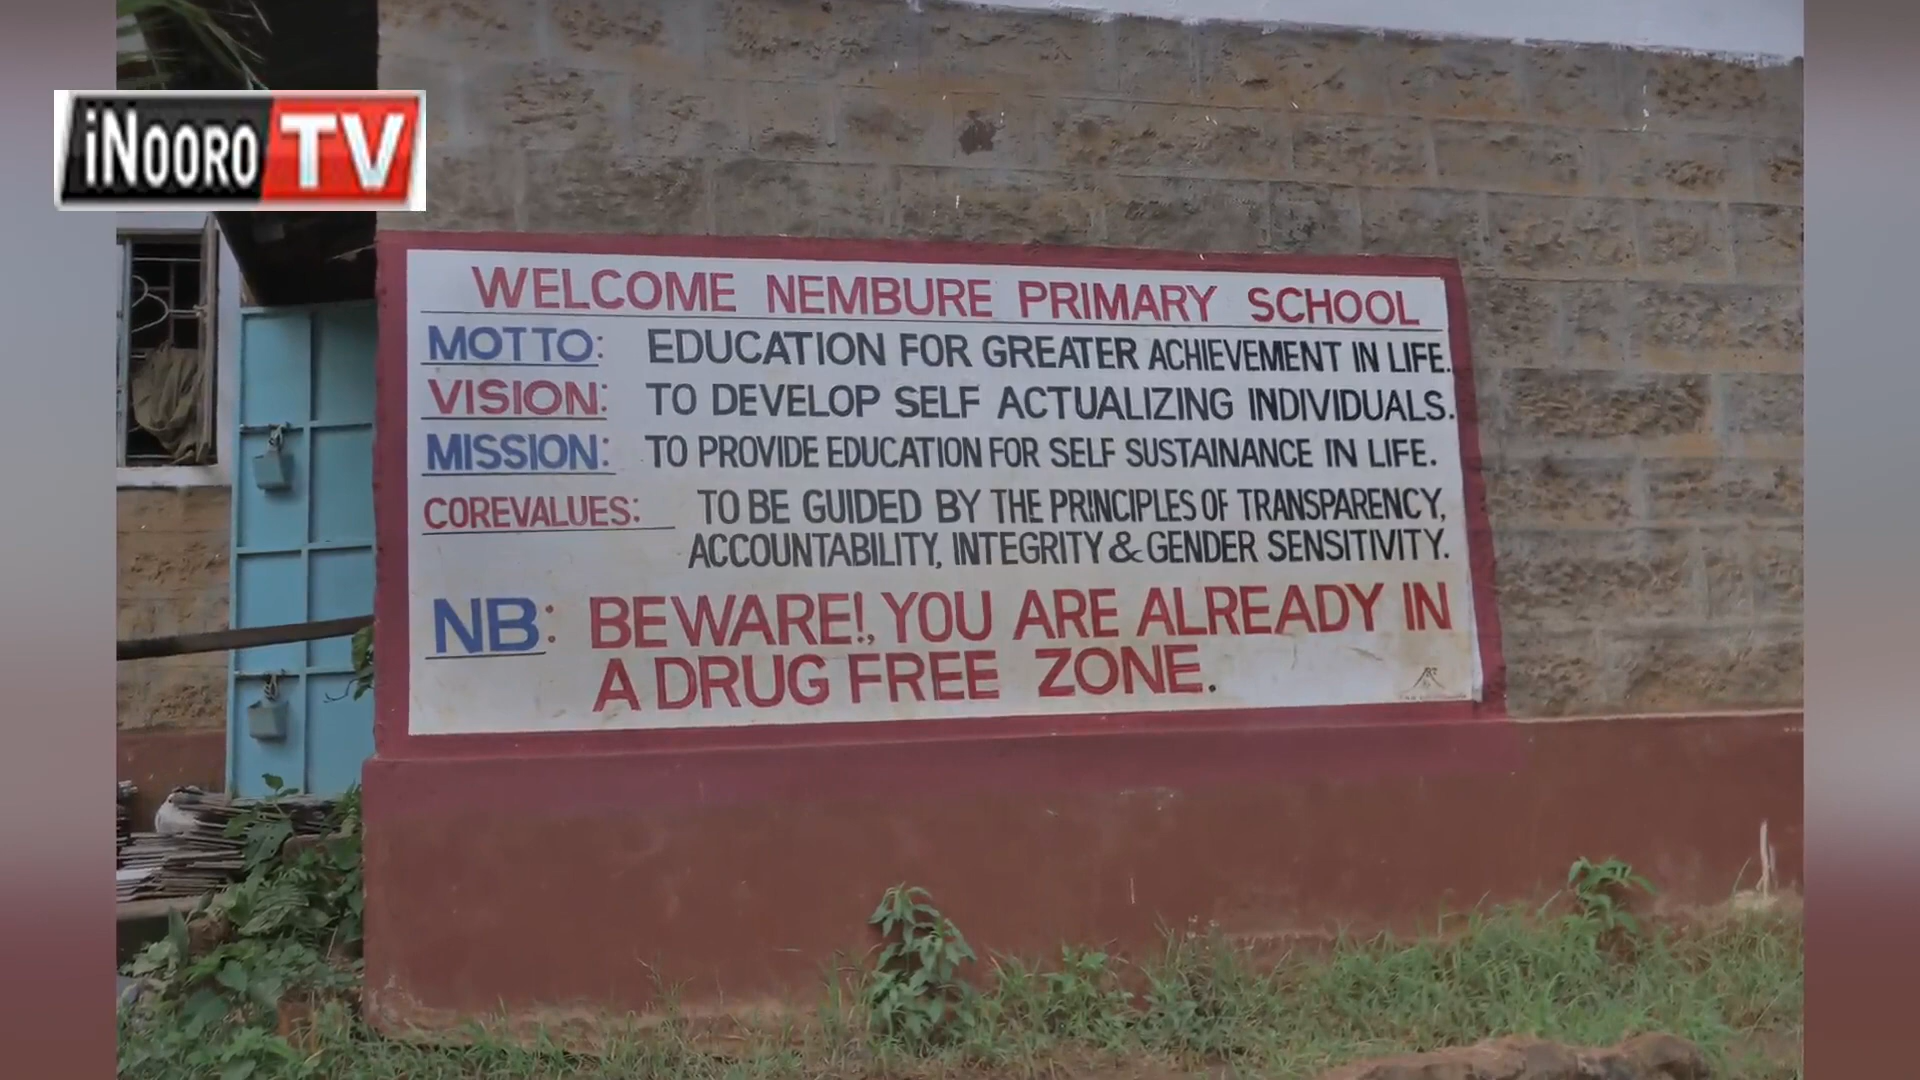 iNOORO TV
WELCOME NEMBURE PRIMARY SCHOOL
MOTTO: EDUCATION FOR GREATER ACHIEVEMENT IN LIFE.
VISION: TO DEVELOP SELF ACTUALIZING INDIVIDUALS.
MISSION: TO PROVIDE EDUCATION FOR SELF SUSTAINANCE IN LIFE.
COREVALUES: TO BE GUIDED BY THE PRINCIPLES OF TRANSPARENCY,
ACCOUNTABILITY, INTEGRITY & GENDER SENSITIVITY.
NB: BEWARE!, YOU ARE ALREADY IN
A DRUG FREE ZONE.